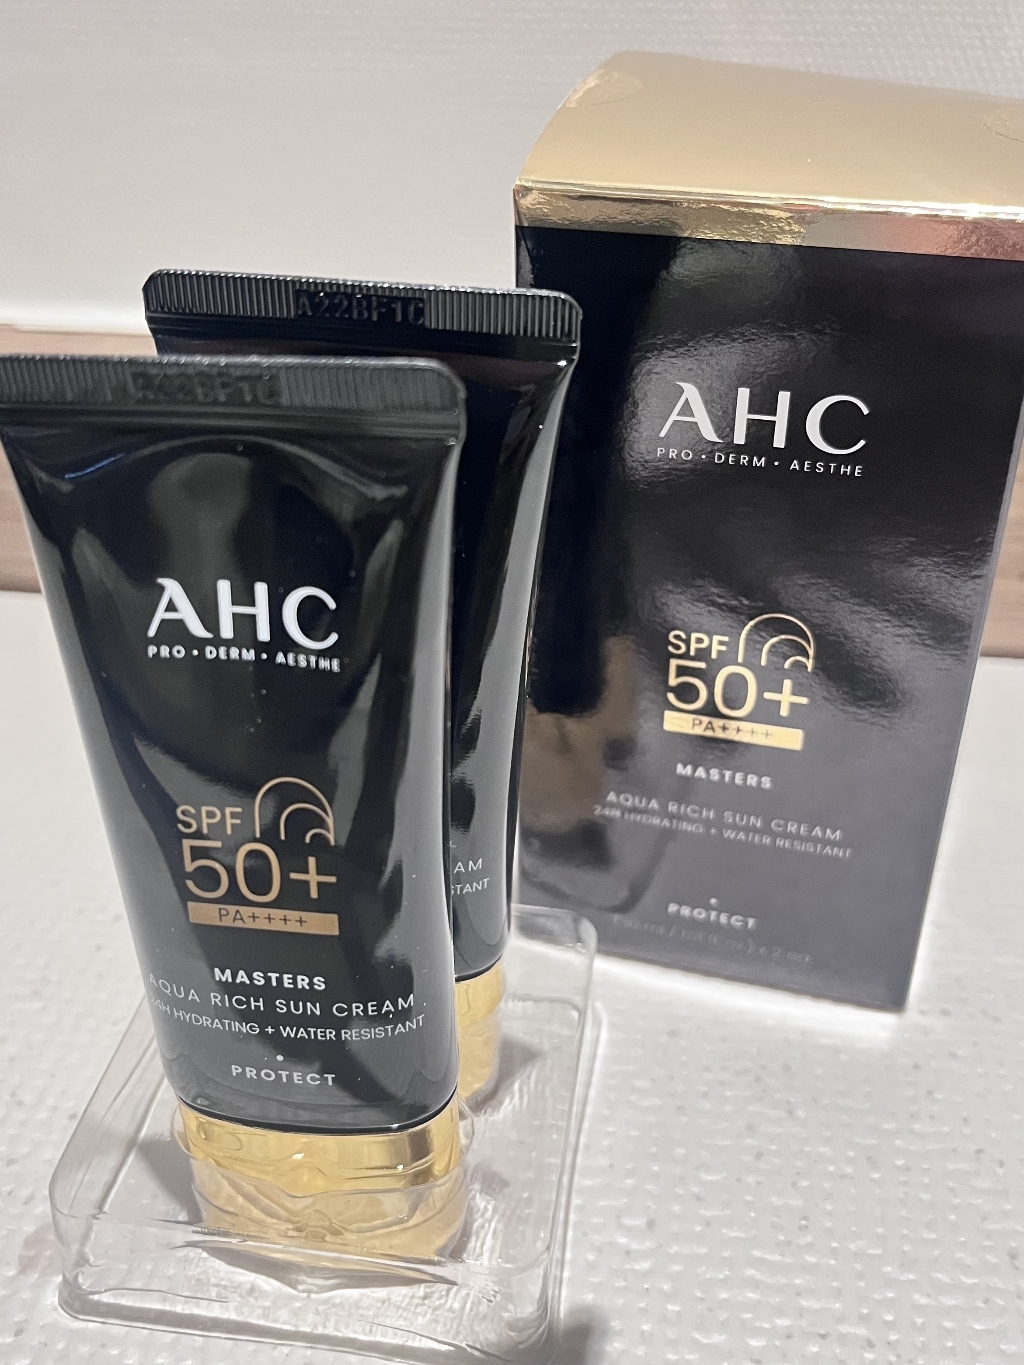 A22BF1C
AHC
PRO • DERM • AESTHE
SPF
50+
PA++++
MASTERS
AQUA RICH SUN CREAM
24H HYDRATING + WATER RESISTANT
PROTECT
AM
STANT
AHC
PRO • DERM • AESTHE
SPF
50+
PA++++
MASTERS
AQUA RICH SUN CREAM
24H HYDRATING + WATER RESISTANT
PROTECT